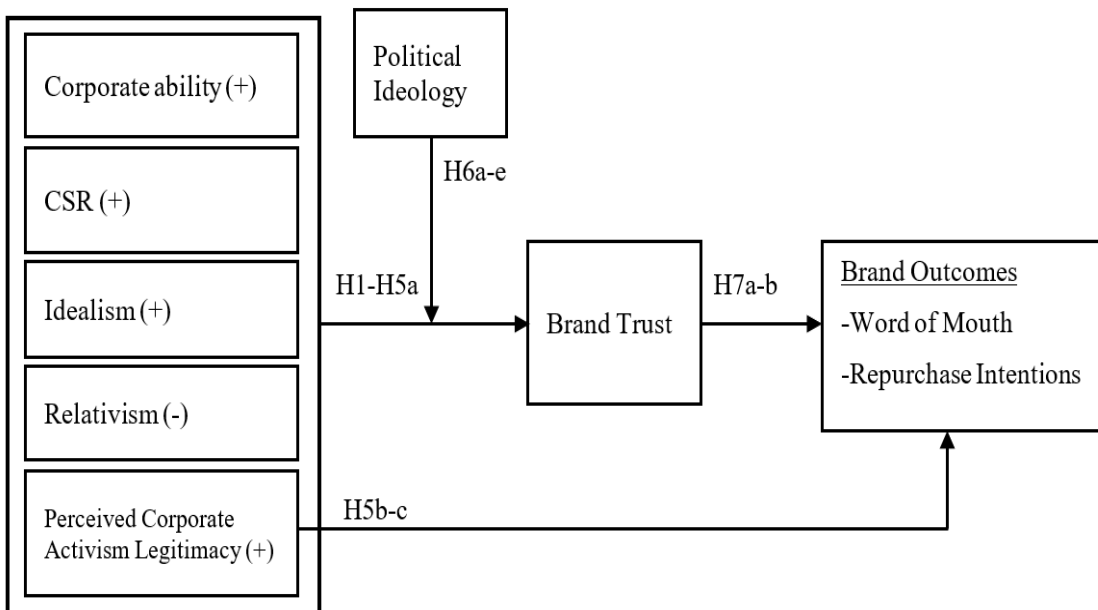 Corporate ability (+)
CSR (+)
Idealism (+)
Relativism (-)
Perceived Corporate
Activism Legitimacy (+)
Political
Ideology
H6a-e
H1-H5a
Brand Trust
H7a-b
Brand Outcomes
-Word of Mouth
-Repurchase Intentions
H5b-c